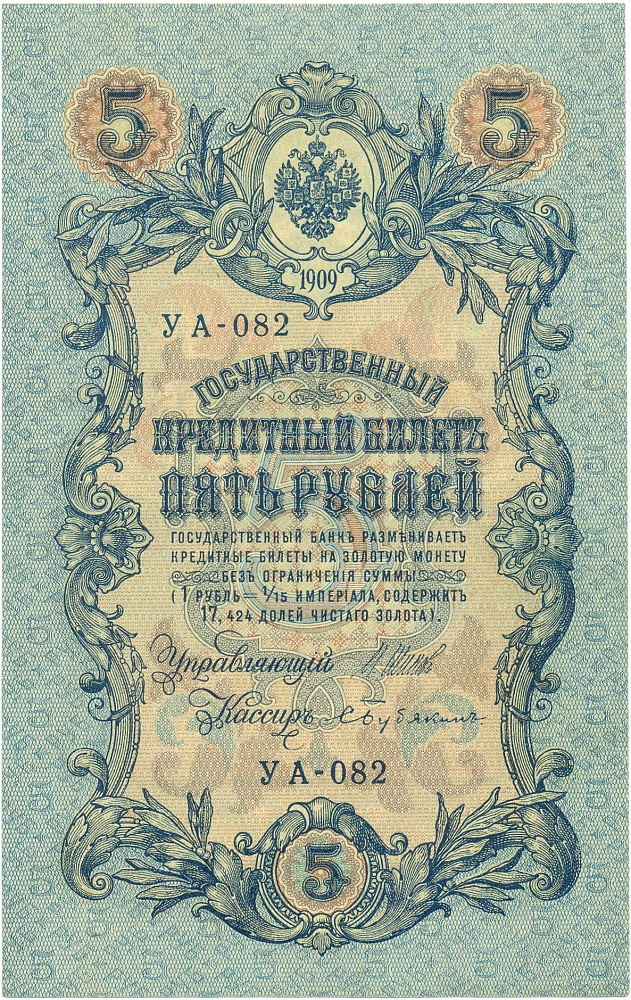 5 5
1909
УА-082
ГОСУДАРСТВЕННЫЙ
КРЕДИТНЫЙ БИЛЕТЪ
ПЯТЬ РУБЛЕЙ
ГОСУДАРСТВЕННЫЙ БАНКЪ РАЗМѢНИВАЕТЪ
КРЕДИТНЫЕ БИЛЕТЫ НА ЗОЛОТУЮ МОНЕТУ
БЕЗЪ ОГРАНИЧЕНІЯ СУММЫ
(1 РУБЛЬ = 1/15 ИМПЕРІАЛА, СОДЕРЖИТЪ
17,424 ДОЛЕЙ ЧИСТАГО ЗОЛОТА).
Управляющій
Кассиръ С Бубякинъ
УА-082
5